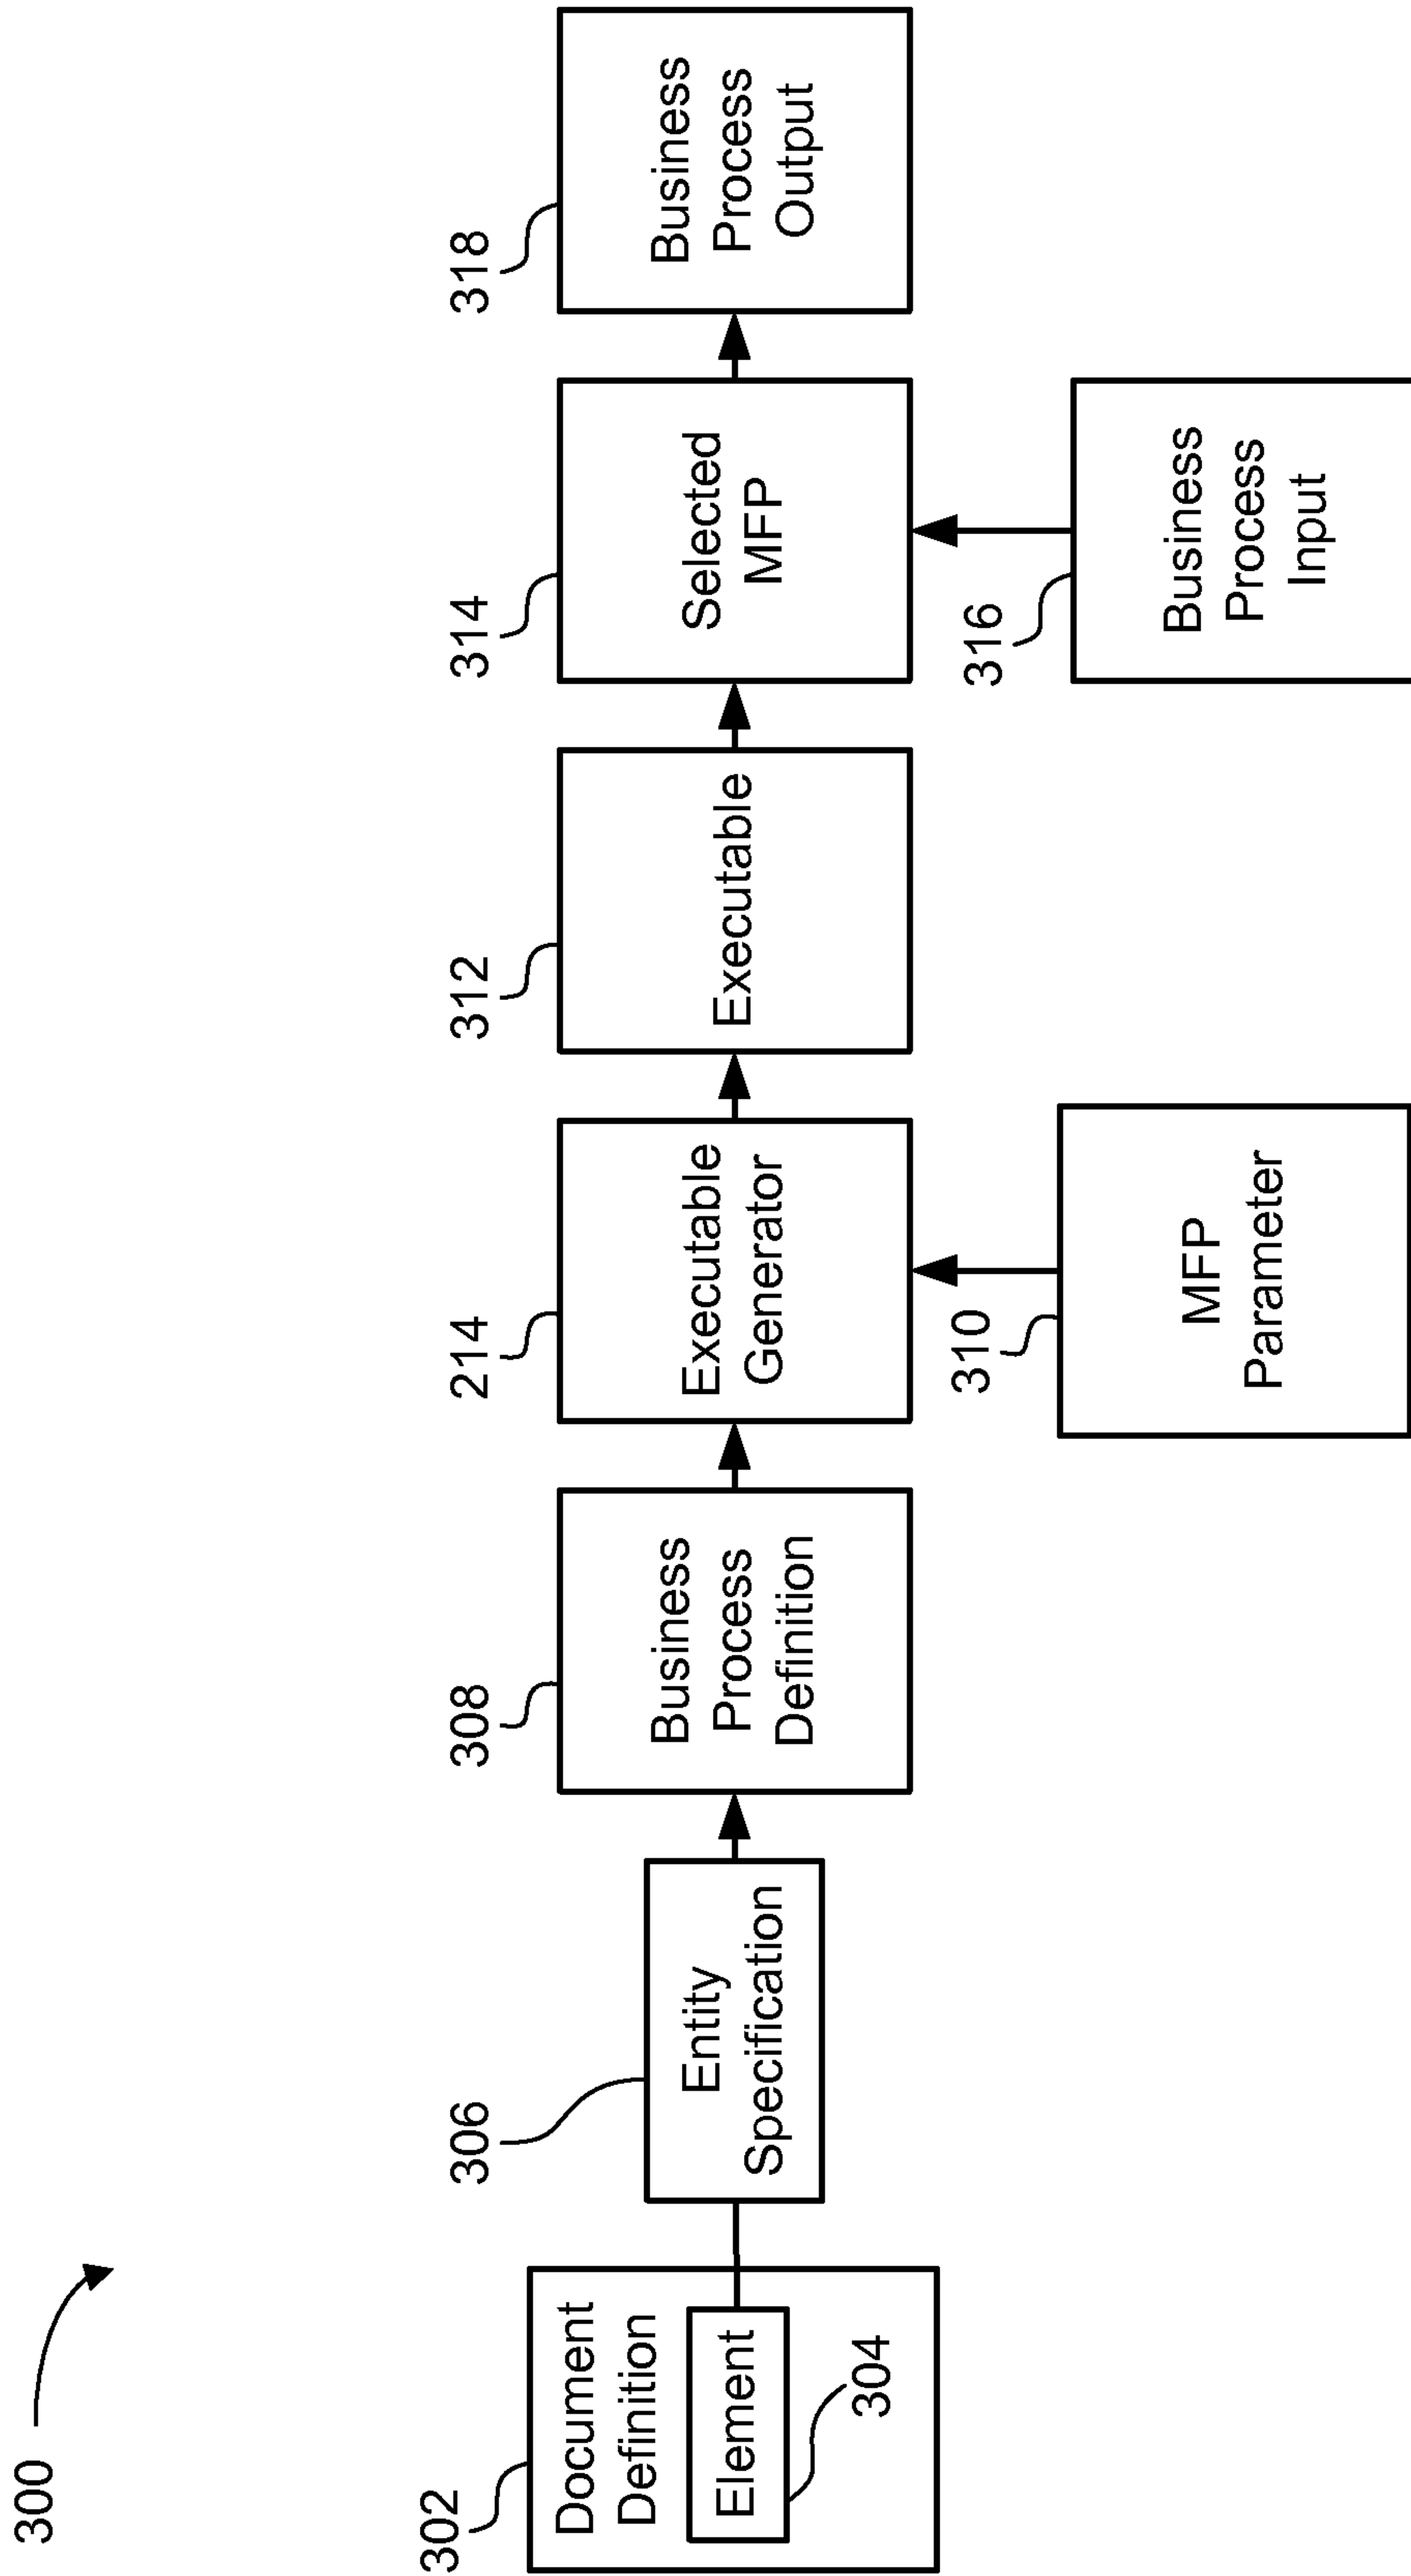 300
302
Document
Definition
Element
304
306
Entity
Specification
308
Business
Process
Definition
214
Executable
Generator
310
MFP
Parameter
312
Executable
314
Selected
MFP
316
Business
Process
Input
318
Business
Process
Output